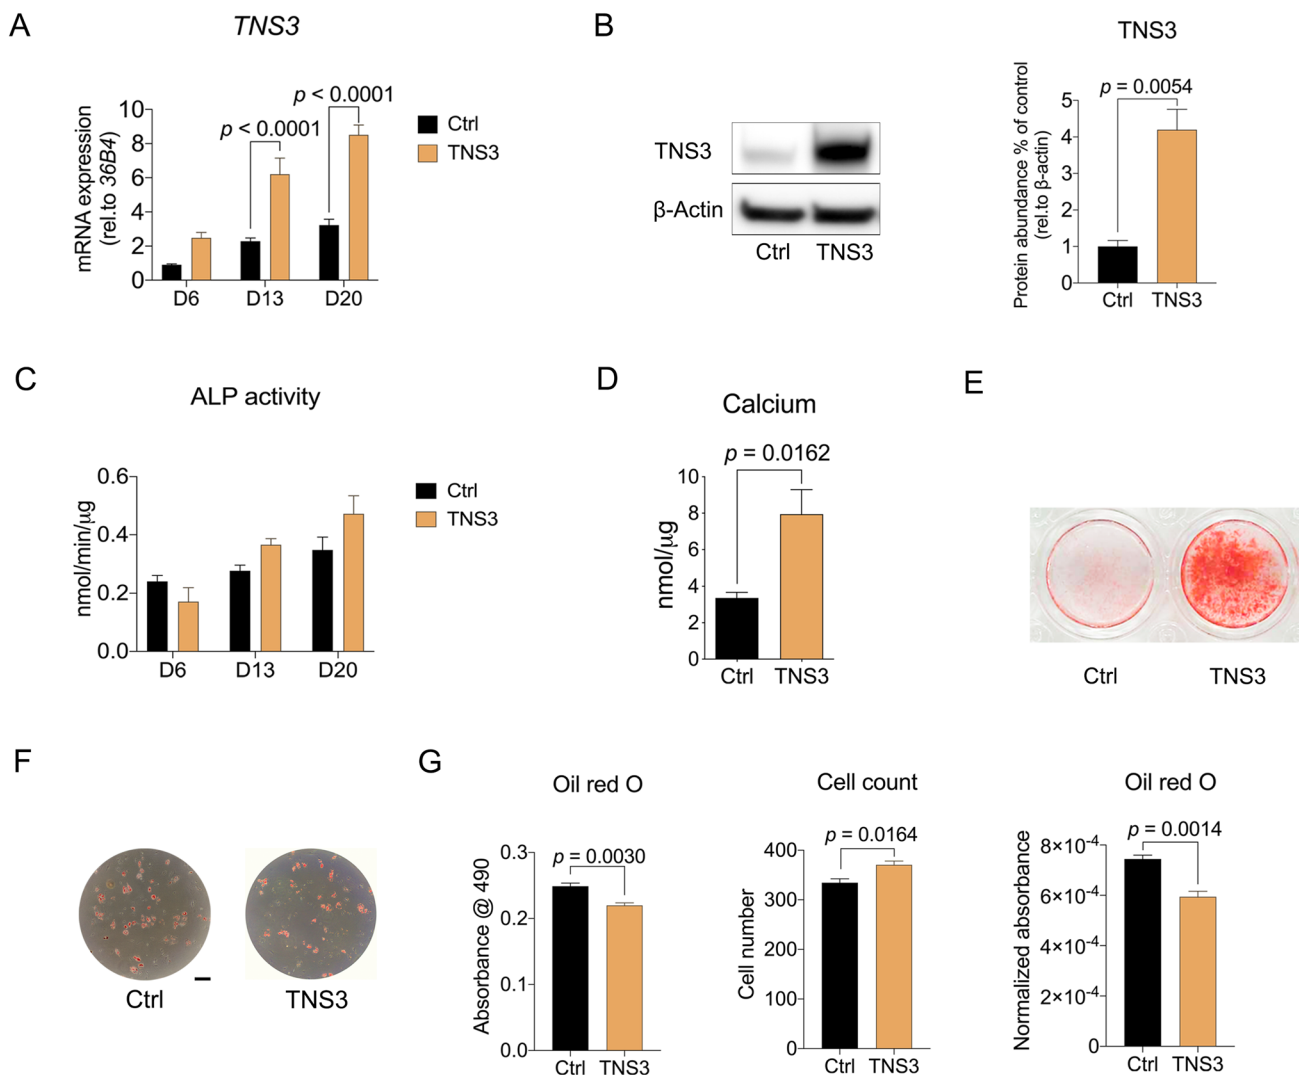 A
TNS3
mRNA expression
(rel.to 36B4)
10
8
6
4
2
0
p < 0.0001
p < 0.0001
D6
D13
D20
Ctrl
TNS3
B
TNS3
β-Actin
Ctrl
TNS3
TNS3
Protein abundance % of control
(rel.to β-actin)
p = 0.0054
5
4
3
2
1
0
Ctrl
TNS3
C
ALP activity
nmol/min/μg
0.6
0.4
0.2
0.0
D6
D13
D20
Ctrl
TNS3
D
Calcium
p = 0.0162
nmol/μg
10
8
6
4
2
0
Ctrl
TNS3
E
Ctrl
TNS3
F
Ctrl
TNS3
G
Oil red O
Absorbance @ 490
p = 0.0030
0.3
0.2
0.1
0.0
Ctrl
TNS3
Cell count
Cell number
p = 0.0164
400
300
200
100
0
Ctrl
TNS3
Oil red O
Normalized absorbance
p = 0.0014
8×10⁻⁴
6×10⁻⁴
4×10⁻⁴
2×10⁻⁴
0
Ctrl
TNS3